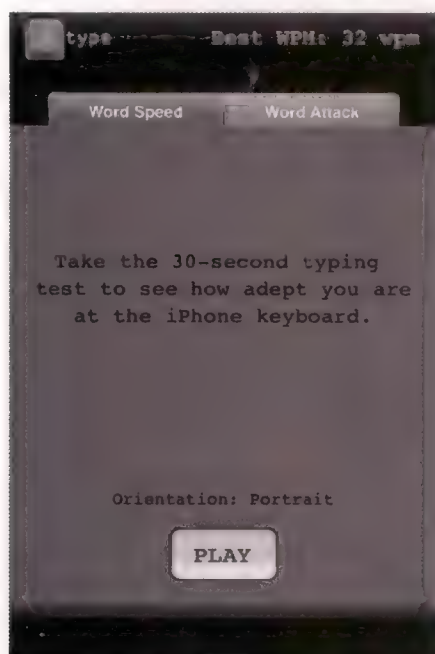 type Best WPM: 32 wpm
Word Speed Word Attack
Take the 30-second typing
test to see how adept you are
at the iPhone keyboard.
Orientation: Portrait
PLAY